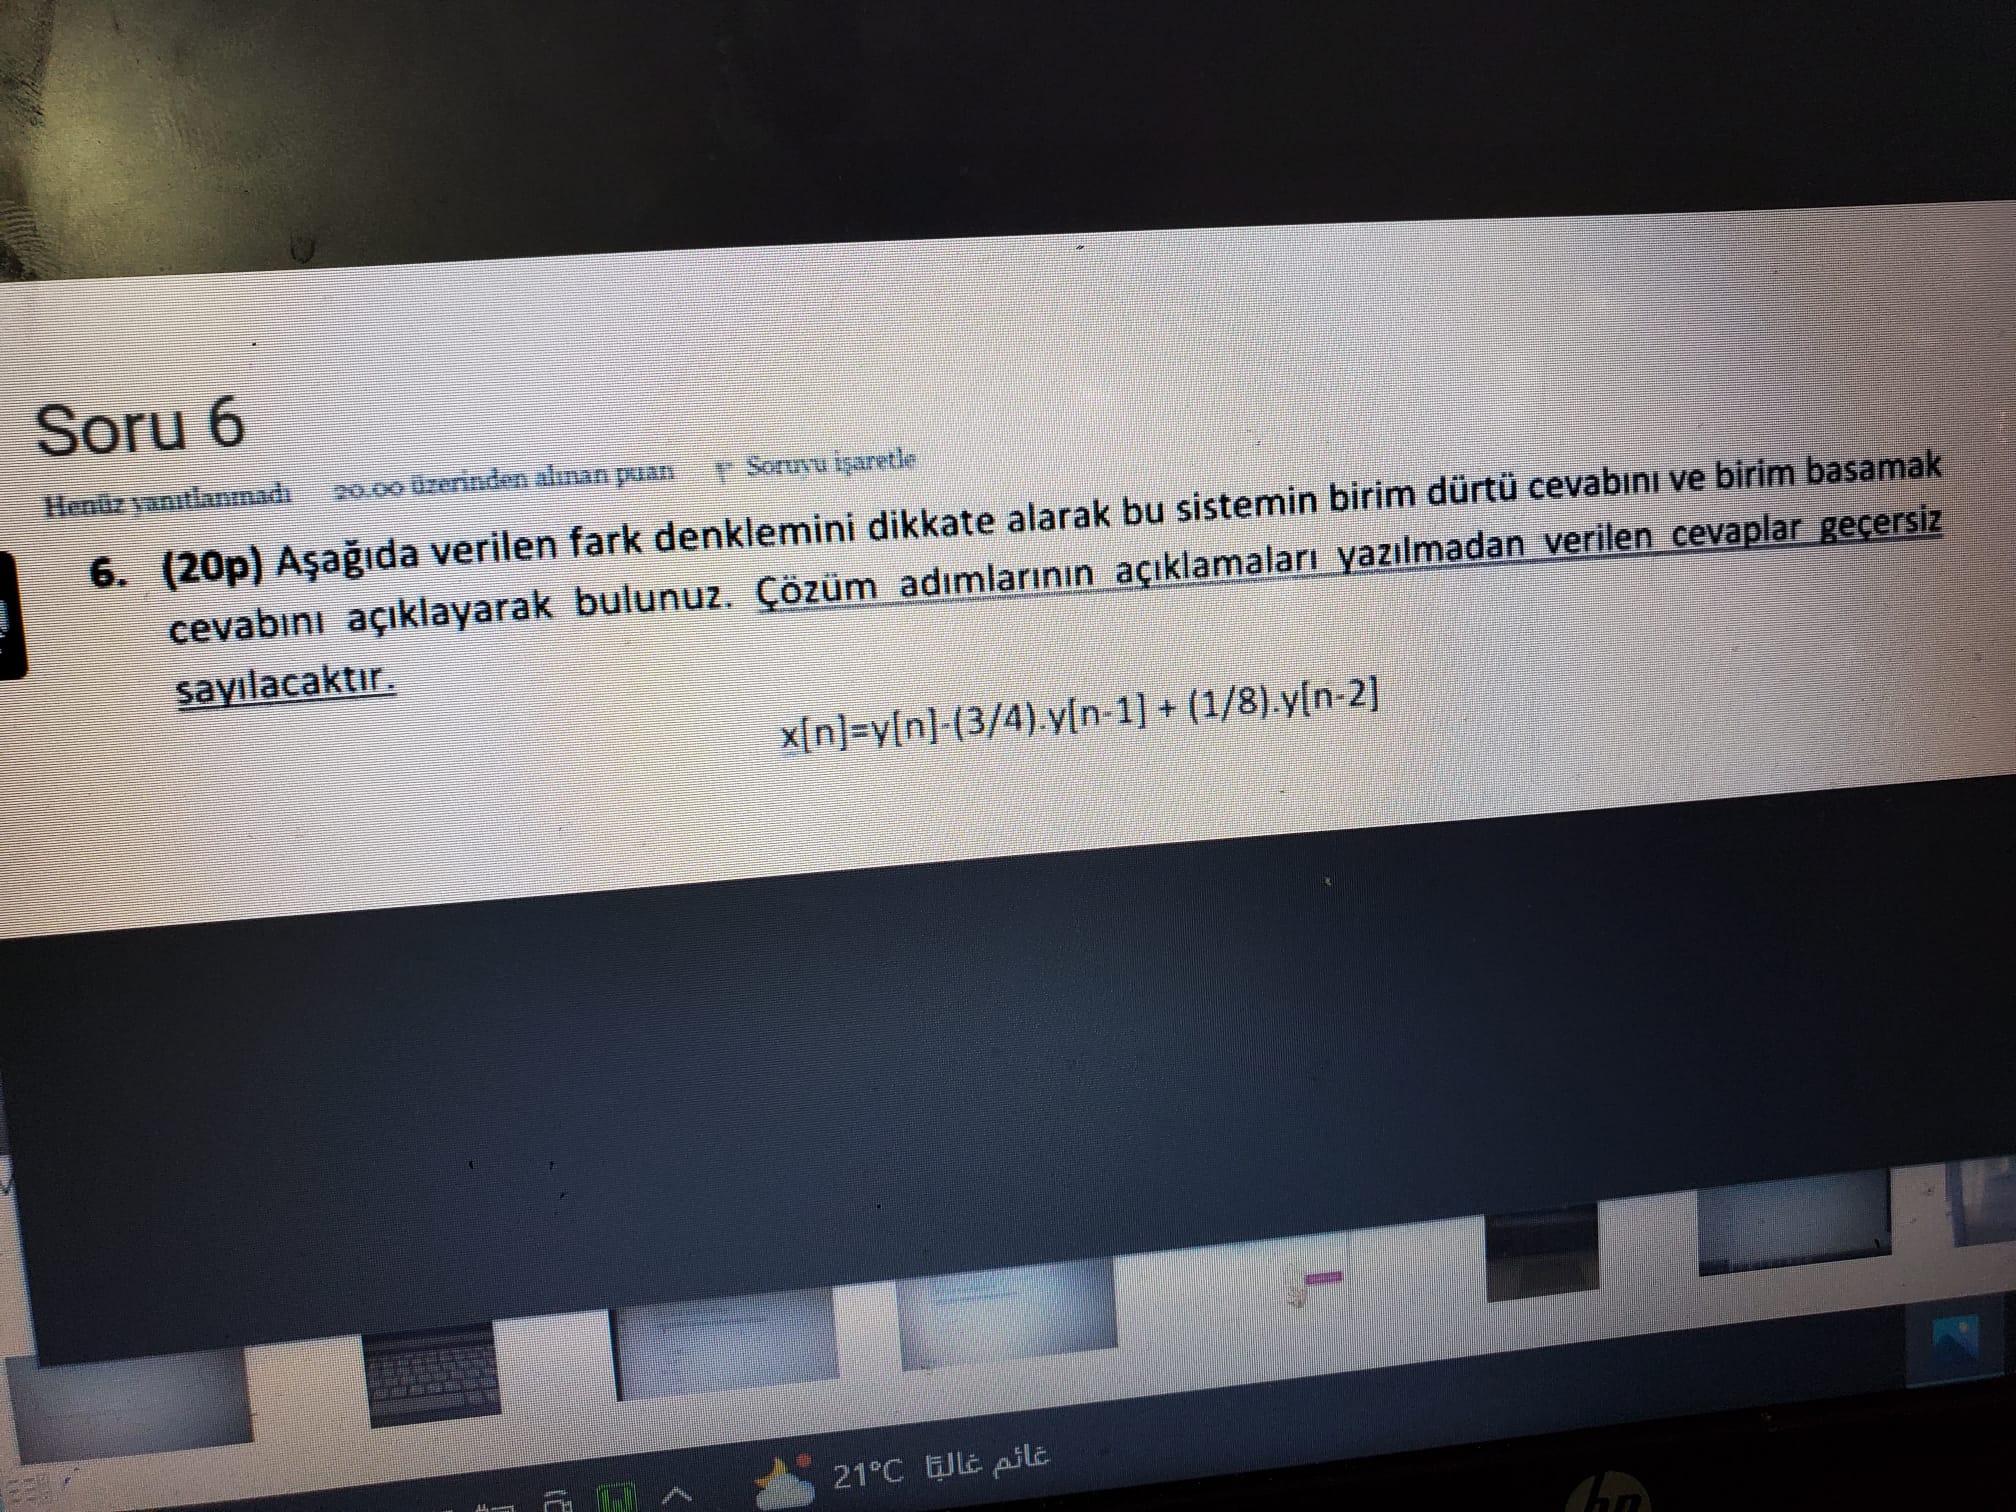 Soru 6
Henüz yanıtlanmadı 20.00 üzerinden alınan puan Soruyu işaretle
6. (20p) Aşağıda verilen fark denklemini dikkate alarak bu sistemin birim dürtü cevabını ve birim basamak
cevabını açıklayarak bulunuz. Çözüm adımlarının açıklamaları yazılmadan verilen cevaplar geçersiz
sayılacaktır.
x[n]=y[n]-(3/4).y[n-1] + (1/8).y[n-2]
21°C غائم غالبًا
hp